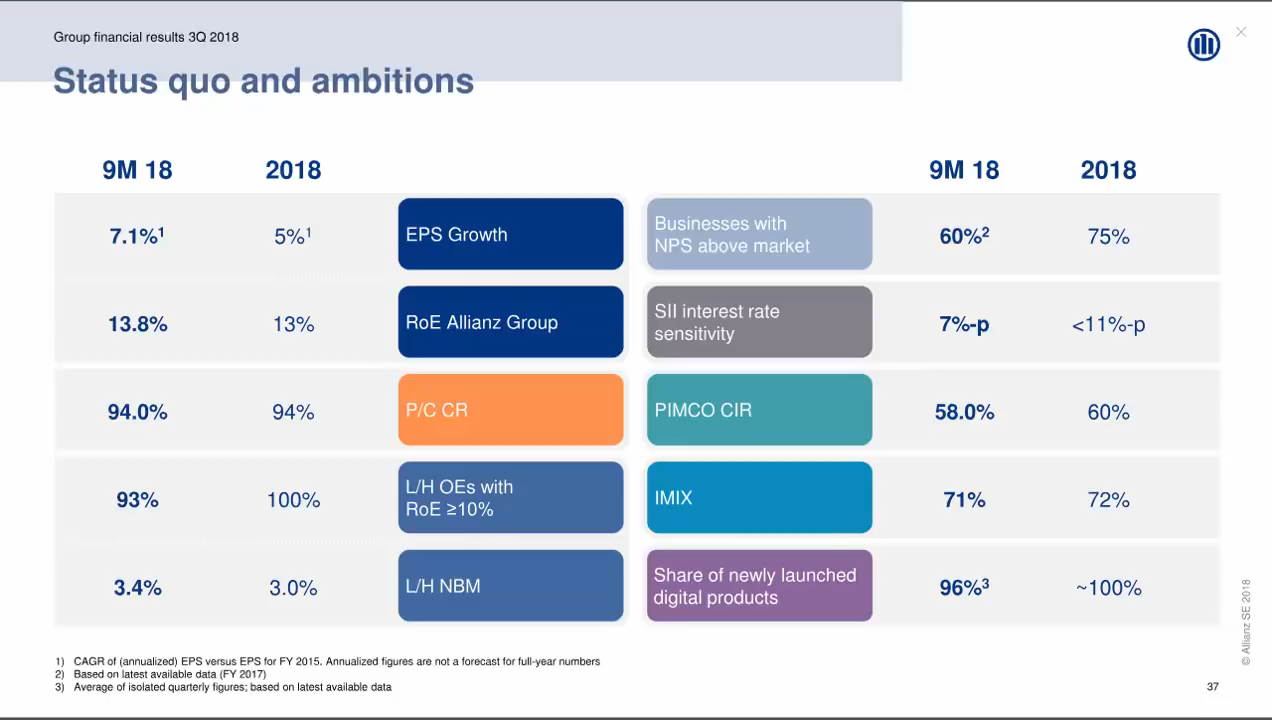 Group financial results 3Q 2018
Status quo and ambitions
9M 18 2018
7.1%¹ 5%¹ EPS Growth
13.8% 13% RoE Allianz Group
94.0% 94% P/C CR
93% 100% L/H OEs with
RoE ≥10%
3.4% 3.0% L/H NBM
9M 18 2018
Businesses with
NPS above market 60%² 75%
SII interest rate
sensitivity 7%-p <11%-p
PIMCO CIR 58.0% 60%
IMIX 71% 72%
Share of newly launched
digital products 96%³ ~100%
1) CAGR of (annualized) EPS versus EPS for FY 2015. Annualized figures are not a forecast for full-year numbers
2) Based on latest available data (FY 2017)
3) Average of isolated quarterly figures; based on latest available data
© Allianz SE 2018
37